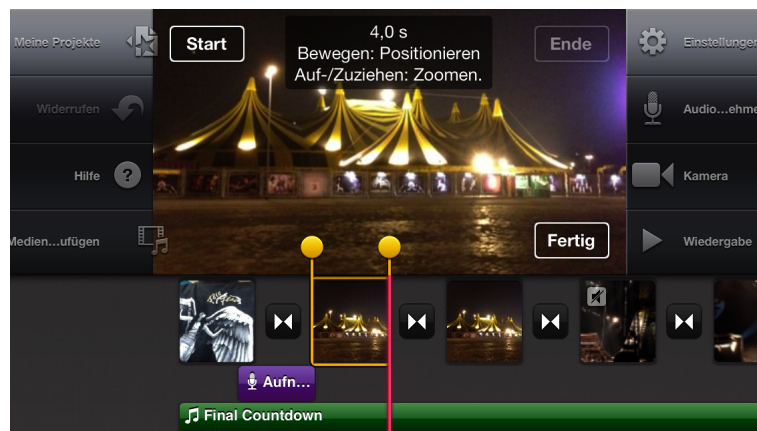 Meine Projekte
Start
4,0 s
Bewegen: Positionieren
Auf-/Zuziehen: Zoomen.
Ende
Einstellungen
Widerrufen
Audio...ehme
Hilfe
?
Kamera
Medien...ufügen
Fertig
Wiedergabe
Aufn...
Final Countdown